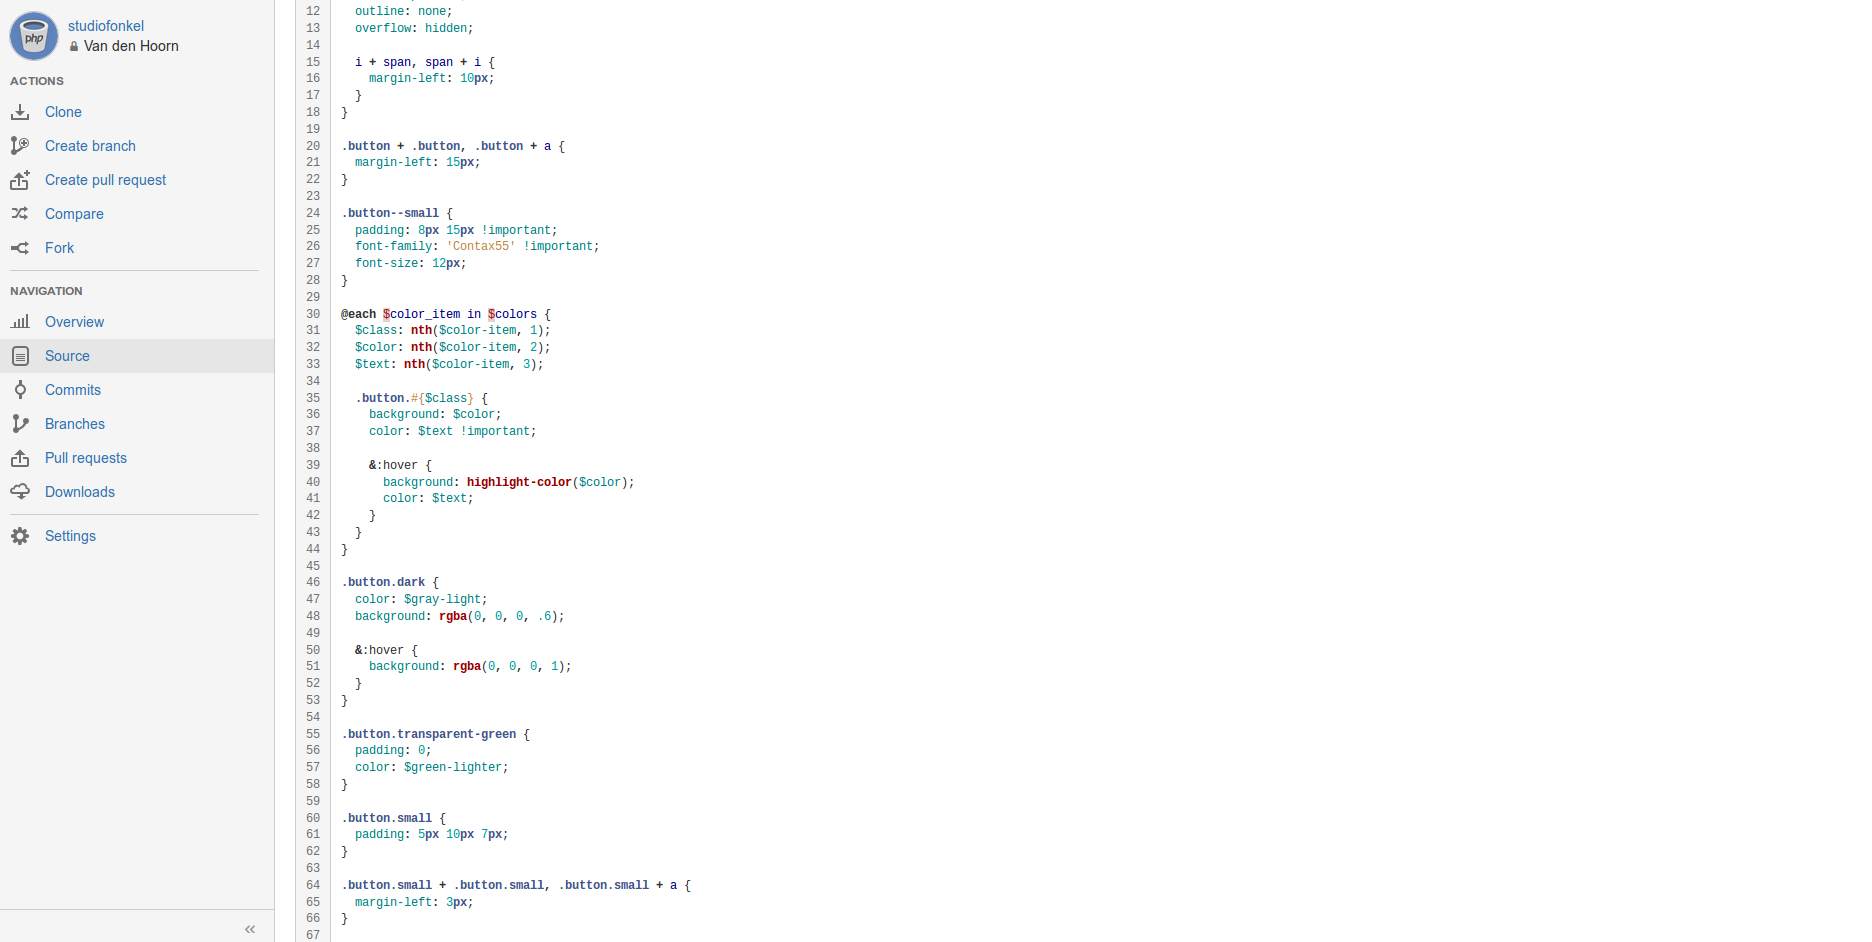 php
studiofonkel
Van den Hoorn
ACTIONS
Clone
Create branch
Create pull request
Compare
Fork
NAVIGATION
Overview
Source
Commits
Branches
Pull requests
Downloads
Settings
«
12   outline: none;
13   overflow: hidden;
14
15   i + span, span + i {
16     margin-left: 10px;
17   }
18 }
19
20 .button + .button, .button + a {
21   margin-left: 15px;
22 }
23
24 .button--small {
25   padding: 8px 15px !important;
26   font-family: 'Contax55' !important;
27   font-size: 12px;
28 }
29
30 @each $color_item in $colors {
31   $class: nth($color-item, 1);
32   $color: nth($color-item, 2);
33   $text: nth($color-item, 3);
34
35   .button.#{$class} {
36     background: $color;
37     color: $text !important;
38
39     &:hover {
40       background: highlight-color($color);
41       color: $text;
42     }
43   }
44 }
45
46 .button.dark {
47   color: $gray-light;
48   background: rgba(0, 0, 0, .6);
49
50   &:hover {
51     background: rgba(0, 0, 0, 1);
52   }
53 }
54
55 .button.transparent-green {
56   padding: 0;
57   color: $green-lighter;
58 }
59
60 .button.small {
61   padding: 5px 10px 7px;
62 }
63
64 .button.small + .button.small, .button.small + a {
65   margin-left: 3px;
66 }
67